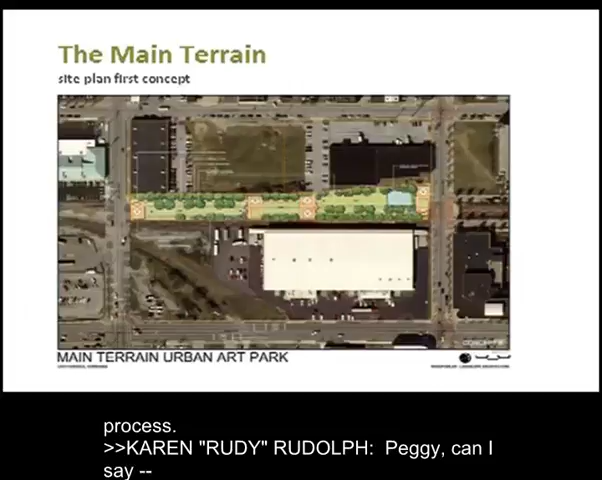 The Main Terrain
site plan first concept
MAIN TERRAIN URBAN ART PARK
process.
>>KAREN "RUDY" RUDOLPH:  Peggy, can I
say --